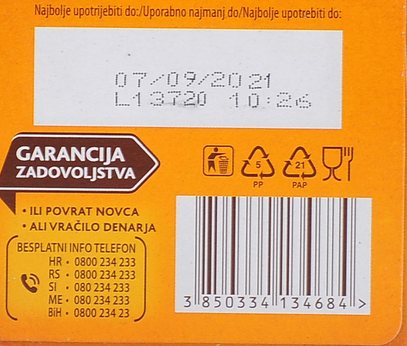 Najbolje upotrijebiti do:/Uporabno najmanj do/Najbolje upotrebiti do:
07/09/2021
L13720 10:26
GARANCIJA
ZADOVOLJSTVA
• ILI POVRAT NOVCA
• ALI VRAČILO DENARJA
BESPLATNI INFO TELEFON
HR • 0800 234 233
RS • 0800 234 233
SI • 080 234 233
ME • 080 234 233
BiH • 0800 234 23
5
PP
21
PAP
3 850334 134684 >